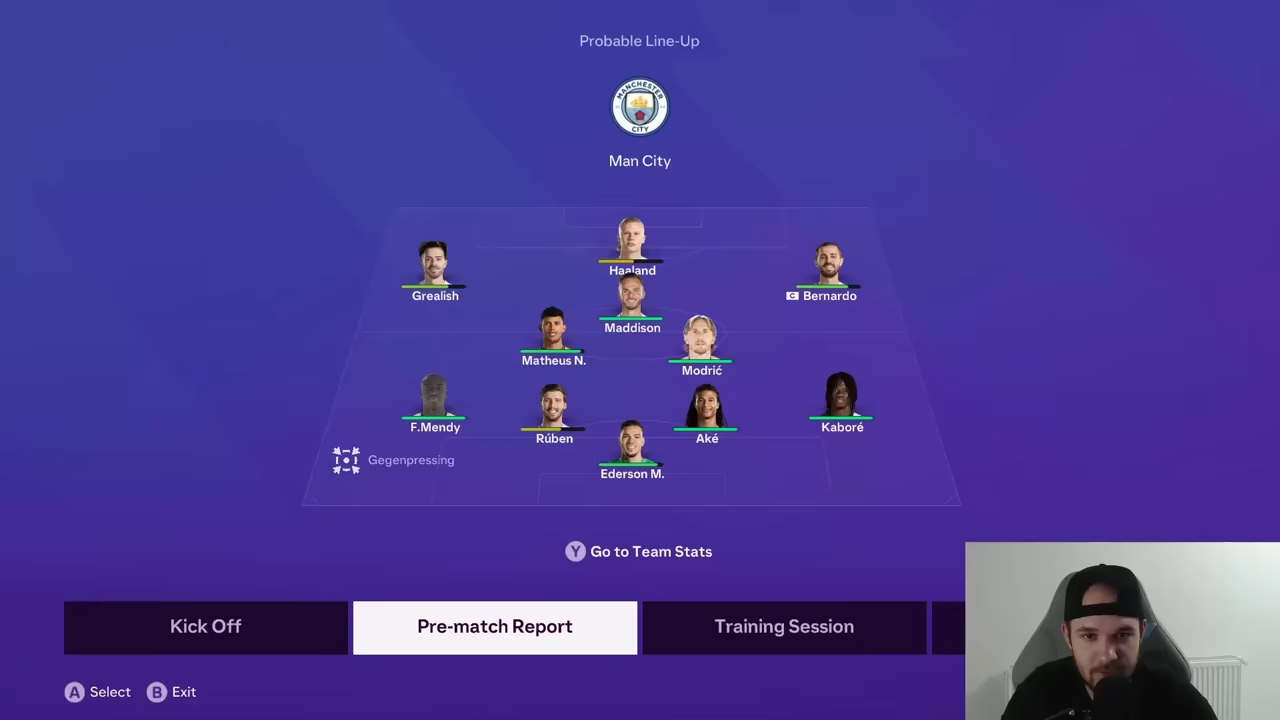 Probable Line-Up
MANCHESTER
CITY
Man City
Haaland
Grealish
C Bernardo
Maddison
Matheus N.
Modrić
F.Mendy
Kaboré
Rúben
Aké
Gegenpressing
Ederson M.
Y Go to Team Stats
Kick Off
Pre-match Report
Training Session
A Select B Exit